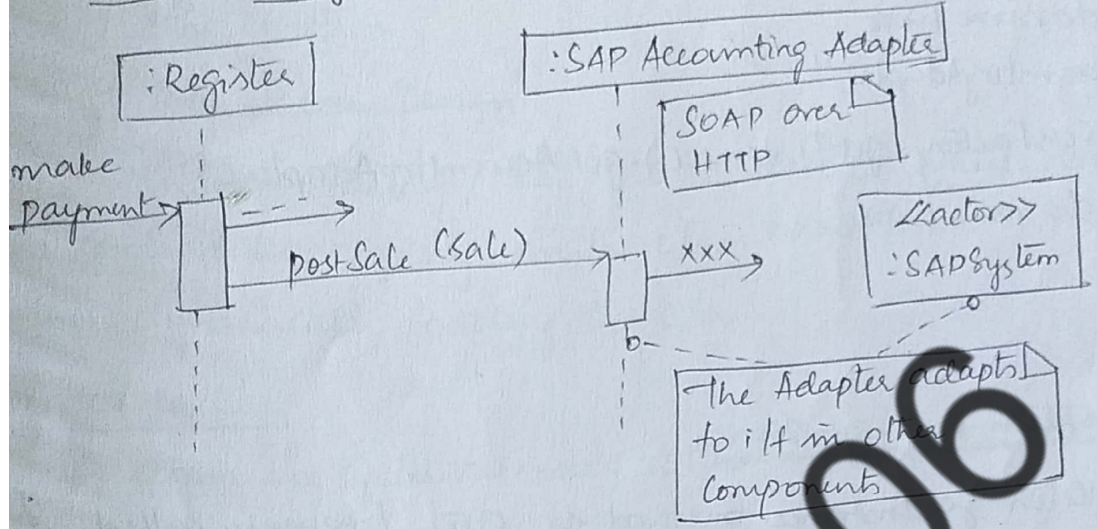 :Register
:SAP Accounting Adapter
SOAP over
HTTP
make
payment
postSale (sale)
xxx
<<actor>>
:SAPSystem
The Adapter adapts
to i/f in other
Components
06